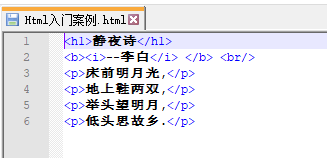 Html入门案例.html
1 <h1>静夜诗</h1>
2 <b><i>--李白</i> </b> <br/>
3 <p>床前明月光,</p>
4 <p>地上鞋两双,</p>
5 <p>举头望明月,</p>
6 <p>低头思故乡.</p>